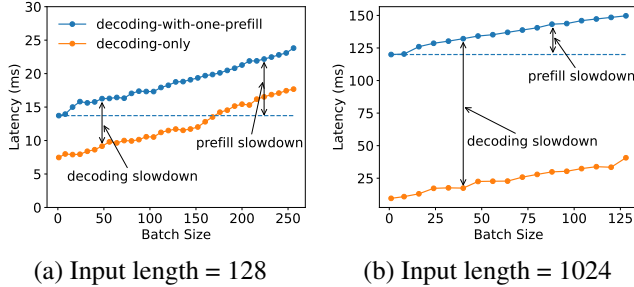 30
25
20
15
10
5
0
Latency (ms)
decoding-with-one-prefill
decoding-only
prefill slowdown
decoding slowdown
0 50 100 150 200 250
Batch Size
(a) Input length = 128
150
125
100
75
50
25
Latency (ms)
prefill slowdown
decoding slowdown
0 25 50 75 100 125
Batch Size
(b) Input length = 1024